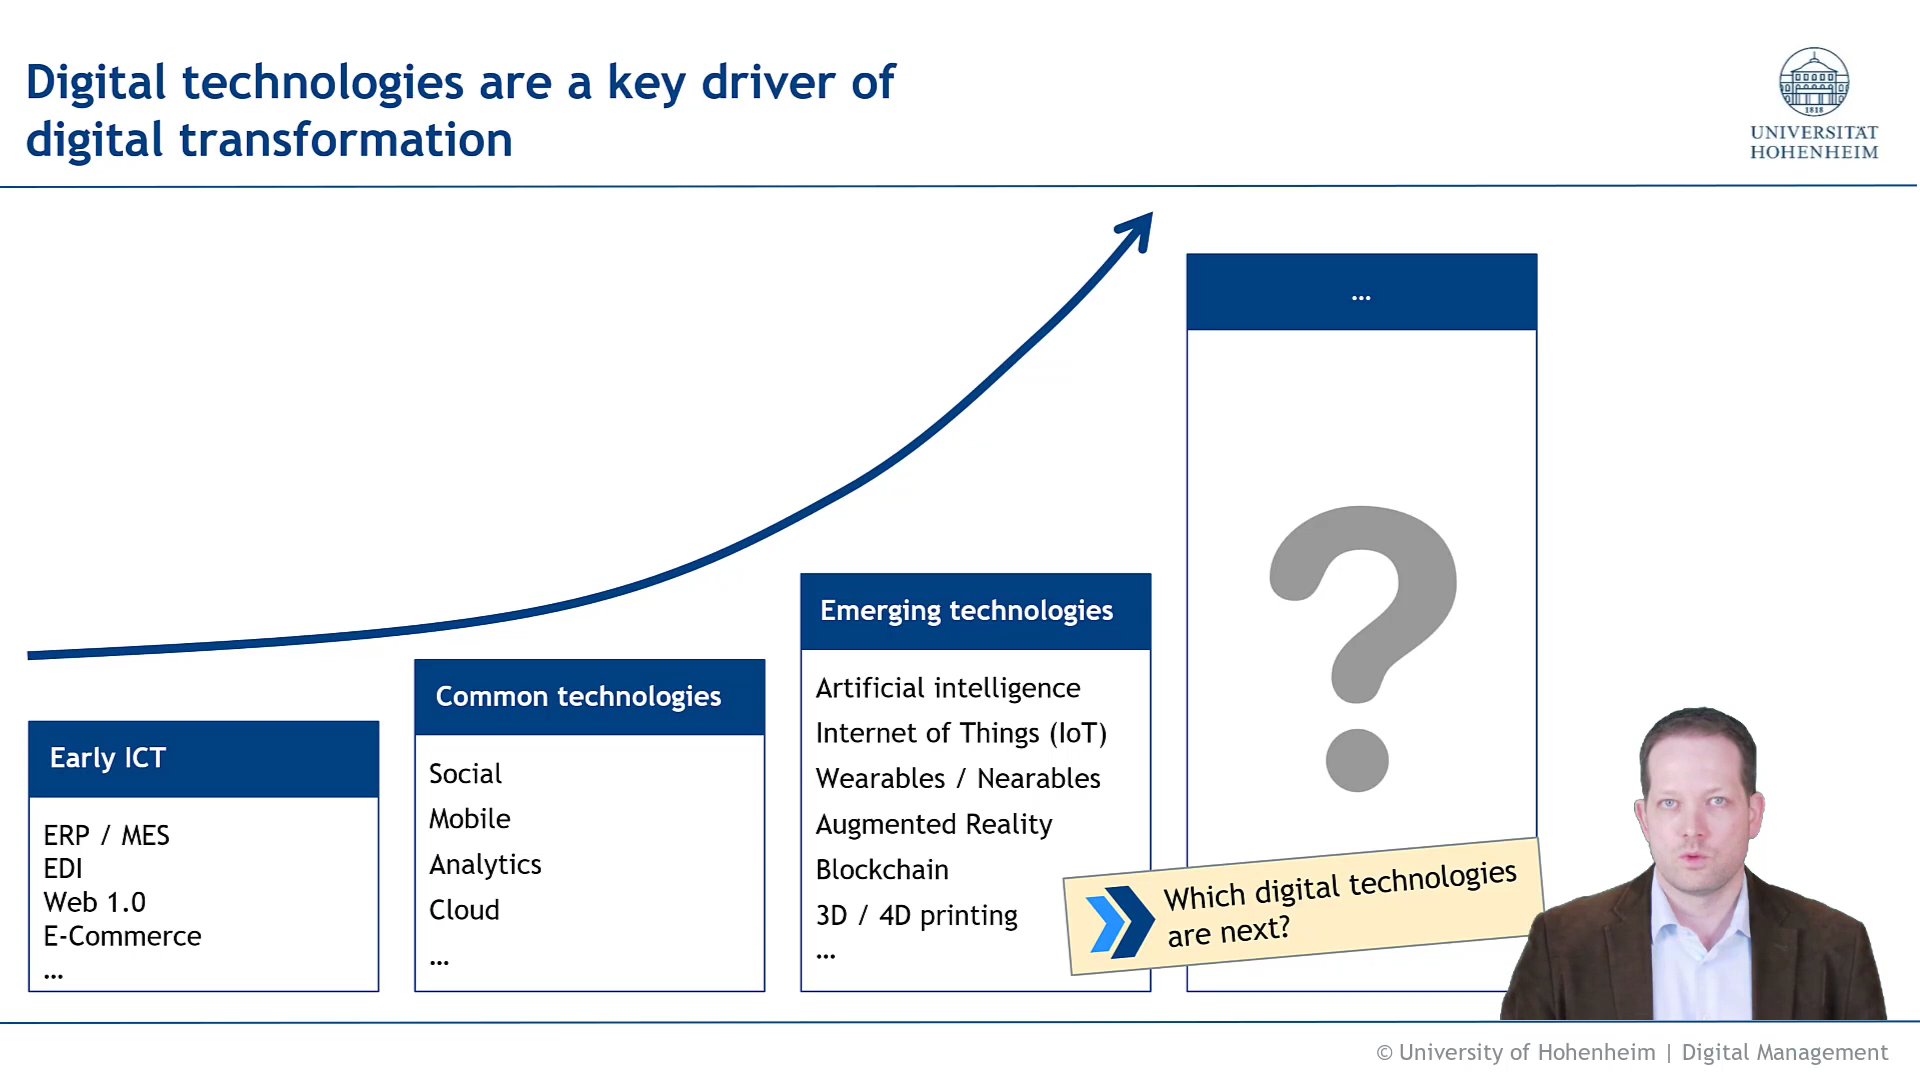 Digital technologies are a key driver of
digital transformation
1818
UNIVERSITÄT
HOHENHEIM
Early ICT
ERP / MES
EDI
Web 1.0
E-Commerce
...
Common technologies
Social
Mobile
Analytics
Cloud
...
Emerging technologies
Artificial intelligence
Internet of Things (IoT)
Wearables / Nearables
Augmented Reality
Blockchain
3D / 4D printing
...
...
?
Which digital technologies
are next?
© University of Hohenheim | Digital Management